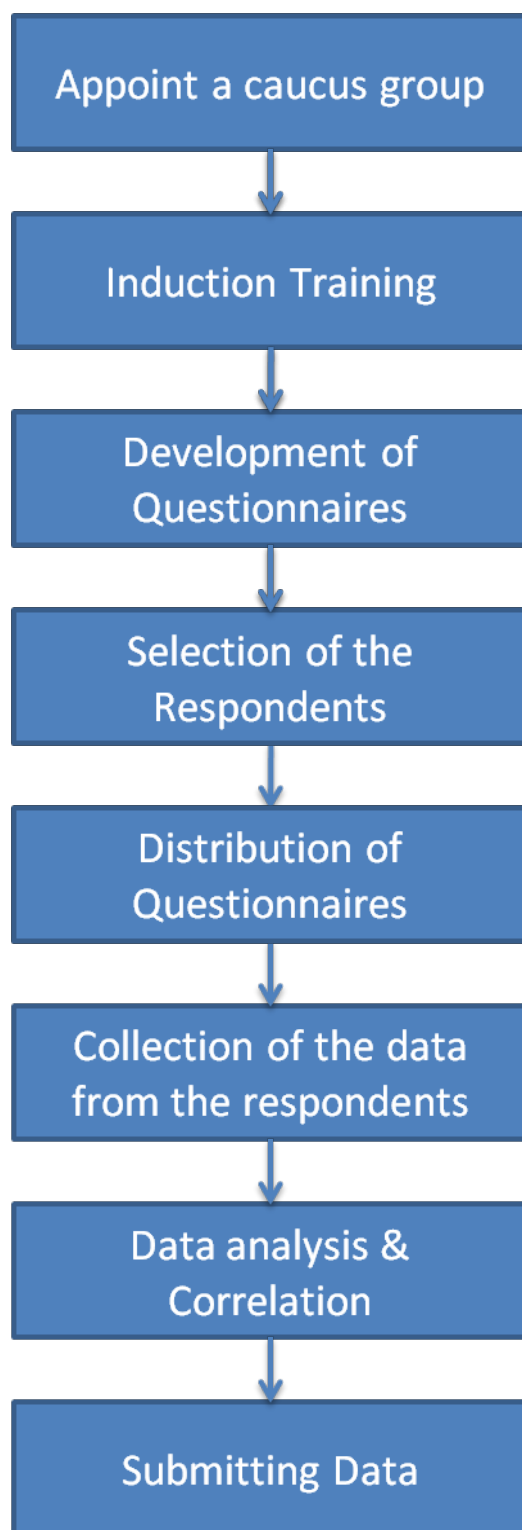 Appoint a caucus group
Induction Training
Development of
Questionnaires
Selection of the
Respondents
Distribution of
Questionnaires
Collection of the data
from the respondents
Data analysis &
Correlation
Submitting Data